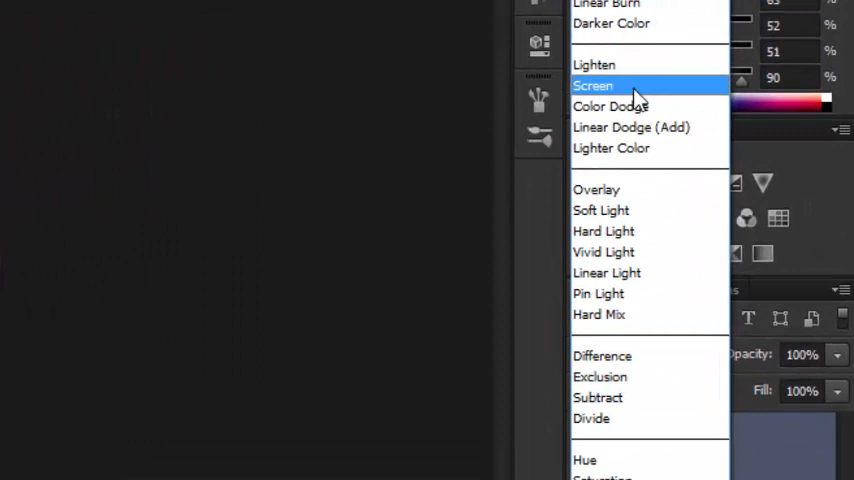 Linear Burn
Darker Color
63 %
52 %
51 %
90 %
Lighten
Screen
Color Dodge
Linear Dodge (Add)
Lighter Color
Overlay
Soft Light
Hard Light
Vivid Light
Linear Light
Pin Light
Hard Mix
Difference
Opacity: 100%
Exclusion
Fill: 100%
Subtract
Divide
Hue
Saturation